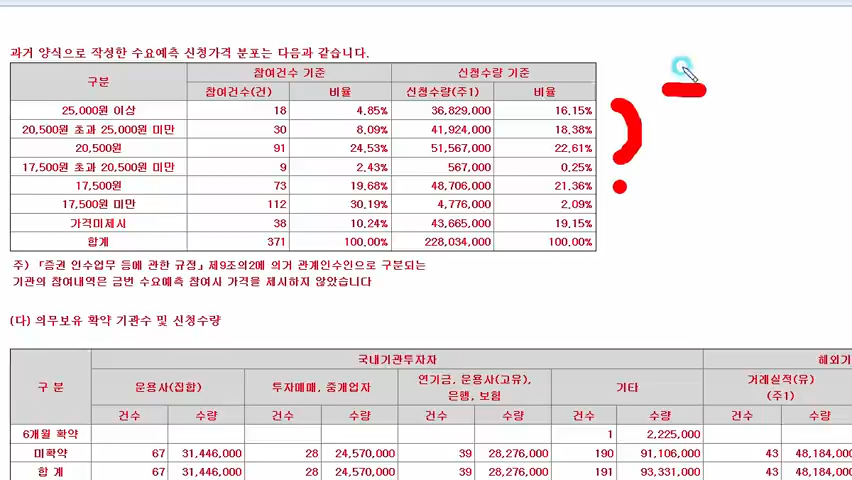 과거 양식으로 작성한 수요예측 신청가격 분포는 다음과 같습니다.
구분 참여건수 기준 신청수량 기준
참여건수(건) 비율 신청수량(주1) 비율
25,000원 이상 18 4.85% 36,829,000 16.15%
20,500원 초과 25,000원 미만 30 8.09% 41,924,000 18.38%
20,500원 91 24.53% 51,567,000 22.61%
17,500원 초과 20,500원 미만 9 2.43% 567,000 0.25%
17,500원 73 19.68% 48,706,000 21.36%
17,500원 미만 112 30.19% 4,776,000 2.09%
가격미제시 38 10.24% 43,665,000 19.15%
합계 371 100.00% 228,034,000 100.00%
주) 「증권 인수업무 등에 관한 규정」 제9조의2에 의거 관계인수인으로 구분되는
기관의 참여내역은 금번 수요예측 참여시 가격을 제시하지 않았습니다
(다) 의무보유 확약 기관수 및 신청수량
구 분 국내기관투자자 해외기
운용사(집합) 투자매매, 중개업자 연기금, 운용사(고유), 은행, 보험 기타 거래실적(유) (주1)
건수 수량 건수 수량 건수 수량 건수 수량 건수 수량
6개월 확약 1 2,225,000
미확약 67 31,446,000 28 24,570,000 39 28,276,000 190 91,106,000 43 48,184,000
합 계 67 31,446,000 28 24,570,000 39 28,276,000 191 93,331,000 43 48,184,000